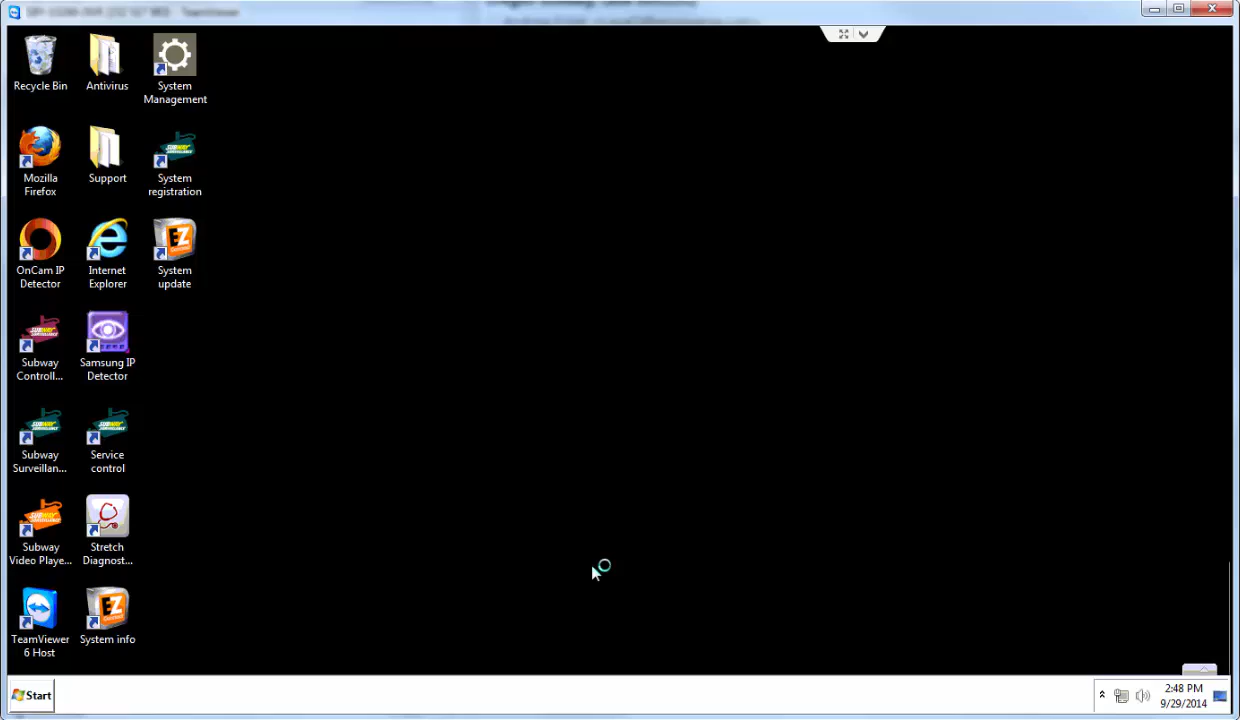 Recycle Bin
Antivirus
System
Management
Mozilla
Firefox
Support
System
registration
OnCam IP
Detector
Internet
Explorer
System
update
Subway
Controll...
Samsung IP
Detector
Subway
Surveillan...
Service
control
Subway
Video Playe...
Stretch
Diagnost...
TeamViewer
6 Host
System info
Start
2:48 PM
9/29/2014